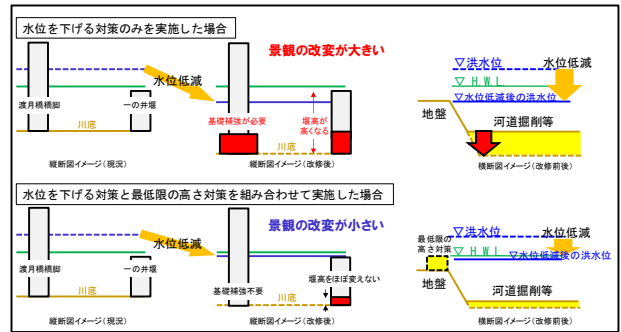 水位を下げる対策のみを実施した場合
景観の改変が大きい
水位低減
渡月橋橋脚
一の井堰
川底
縦断図イメージ(現況)
基礎補強が必要
堰高が
高くなる
川底
縦断図イメージ(改修後)
▽洪水位
水位低減
▽HWL
▽水位低減後の洪水位
地盤
河道掘削等
横断図イメージ(改修前後)
水位を下げる対策と最低限の高さ対策を組み合わせて実施した場合
景観の改変が小さい
水位低減
渡月橋橋脚
一の井堰
川底
縦断図イメージ(現況)
基礎補強不要
堰高をほぼ変えない
川底
縦断図イメージ(改修後)
最低限の
高さ対策
▽洪水位
水位低減
▽HWL
▽水位低減後の洪水位
地盤
河道掘削等
横断図イメージ(改修前後)